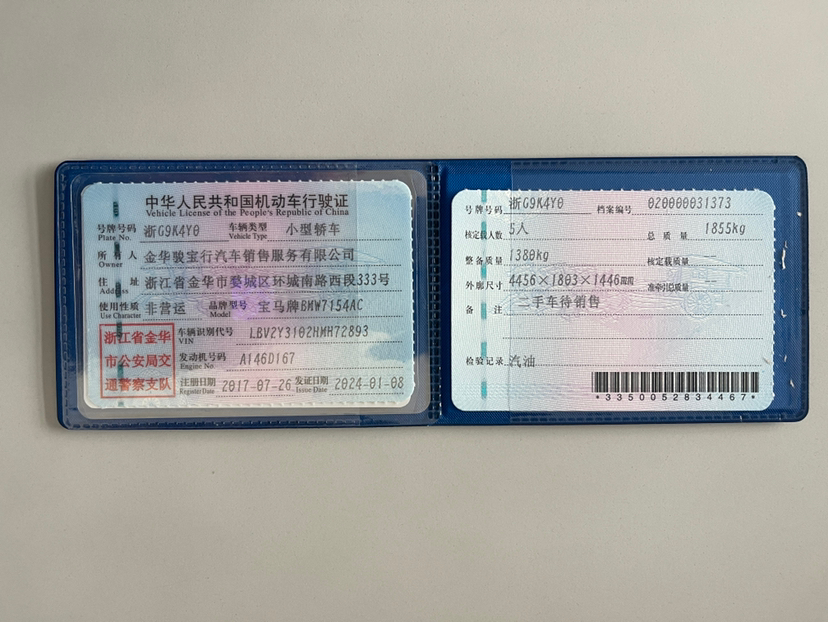 中华人民共和国机动车行驶证
Vehicle License of the People's Republic of China
号牌号码 浙G9K4Y0 车辆类型 小型轿车
Plate No. Vehicle Type
所有人 金华骏宝行汽车销售服务有限公司
Owner
住址 浙江省金华市婺城区环城南路西段333号
Address
使用性质 非营运 品牌型号 宝马牌BMW7154AC
Use Character Model
浙江省金华
市公安局交
通警察支队
车辆识别代号 LBV2Y3102HMH72893
VIN
发动机号码 A146D167
Engine No
注册日期 2017-07-26 发证日期 2024-01-08
Register Date Issue Date
号牌号码 浙G9K4Y0 档案编号 020000031373
核定载人数 5人 总质量 1855kg
整备质量 1380kg 核定载质量 --
外廓尺寸 4456×1803×1446mm 准牵引总质量 --
备注 二手车待销售
检验记录 汽油
*3350052834467*